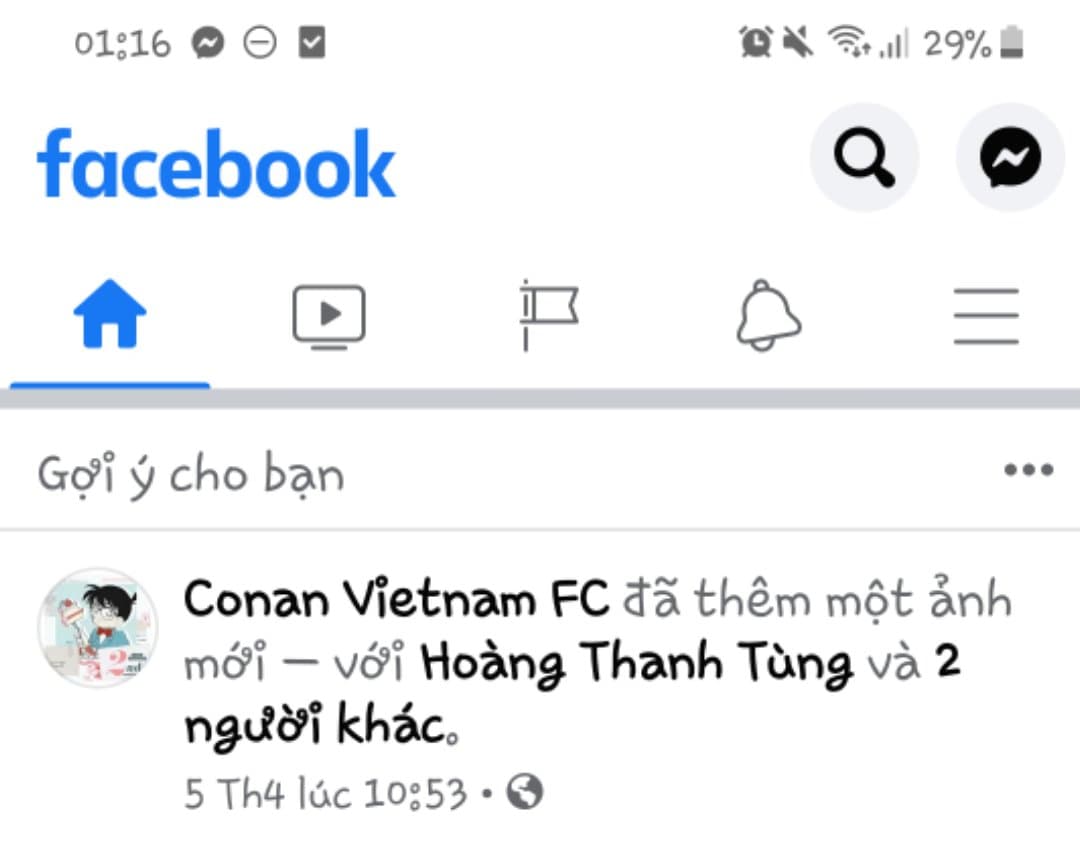 01:16 29%
facebook
Gợi ý cho bạn
Conan Vietnam FC đã thêm một ảnh
mới — với Hoàng Thanh Tùng và 2
người khác.
5 Th4 lúc 10:53 •